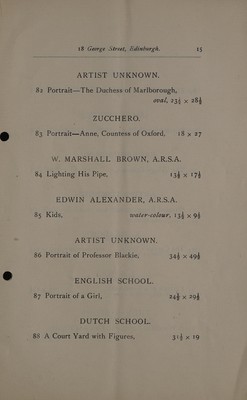 18 George Street, Edinburgh. 15
ARTIST UNKNOWN.
82 Portrait—The Duchess of Marlborough,
oval, 23½ x 28½
ZUCCHERO.
83 Portrait—Anne, Countess of Oxford, 18 x 27
W. MARSHALL BROWN, A.R.S.A.
84 Lighting His Pipe, 13½ x 17½
EDWIN ALEXANDER, A.R.S.A.
85 Kids, water-colour, 13½ x 9½
ARTIST UNKNOWN.
86 Portrait of Professor Blackie, 34½ x 49½
ENGLISH SCHOOL.
87 Portrait of a Girl, 24½ x 29½
DUTCH SCHOOL.
88 A Court Yard with Figures, 31½ x 19